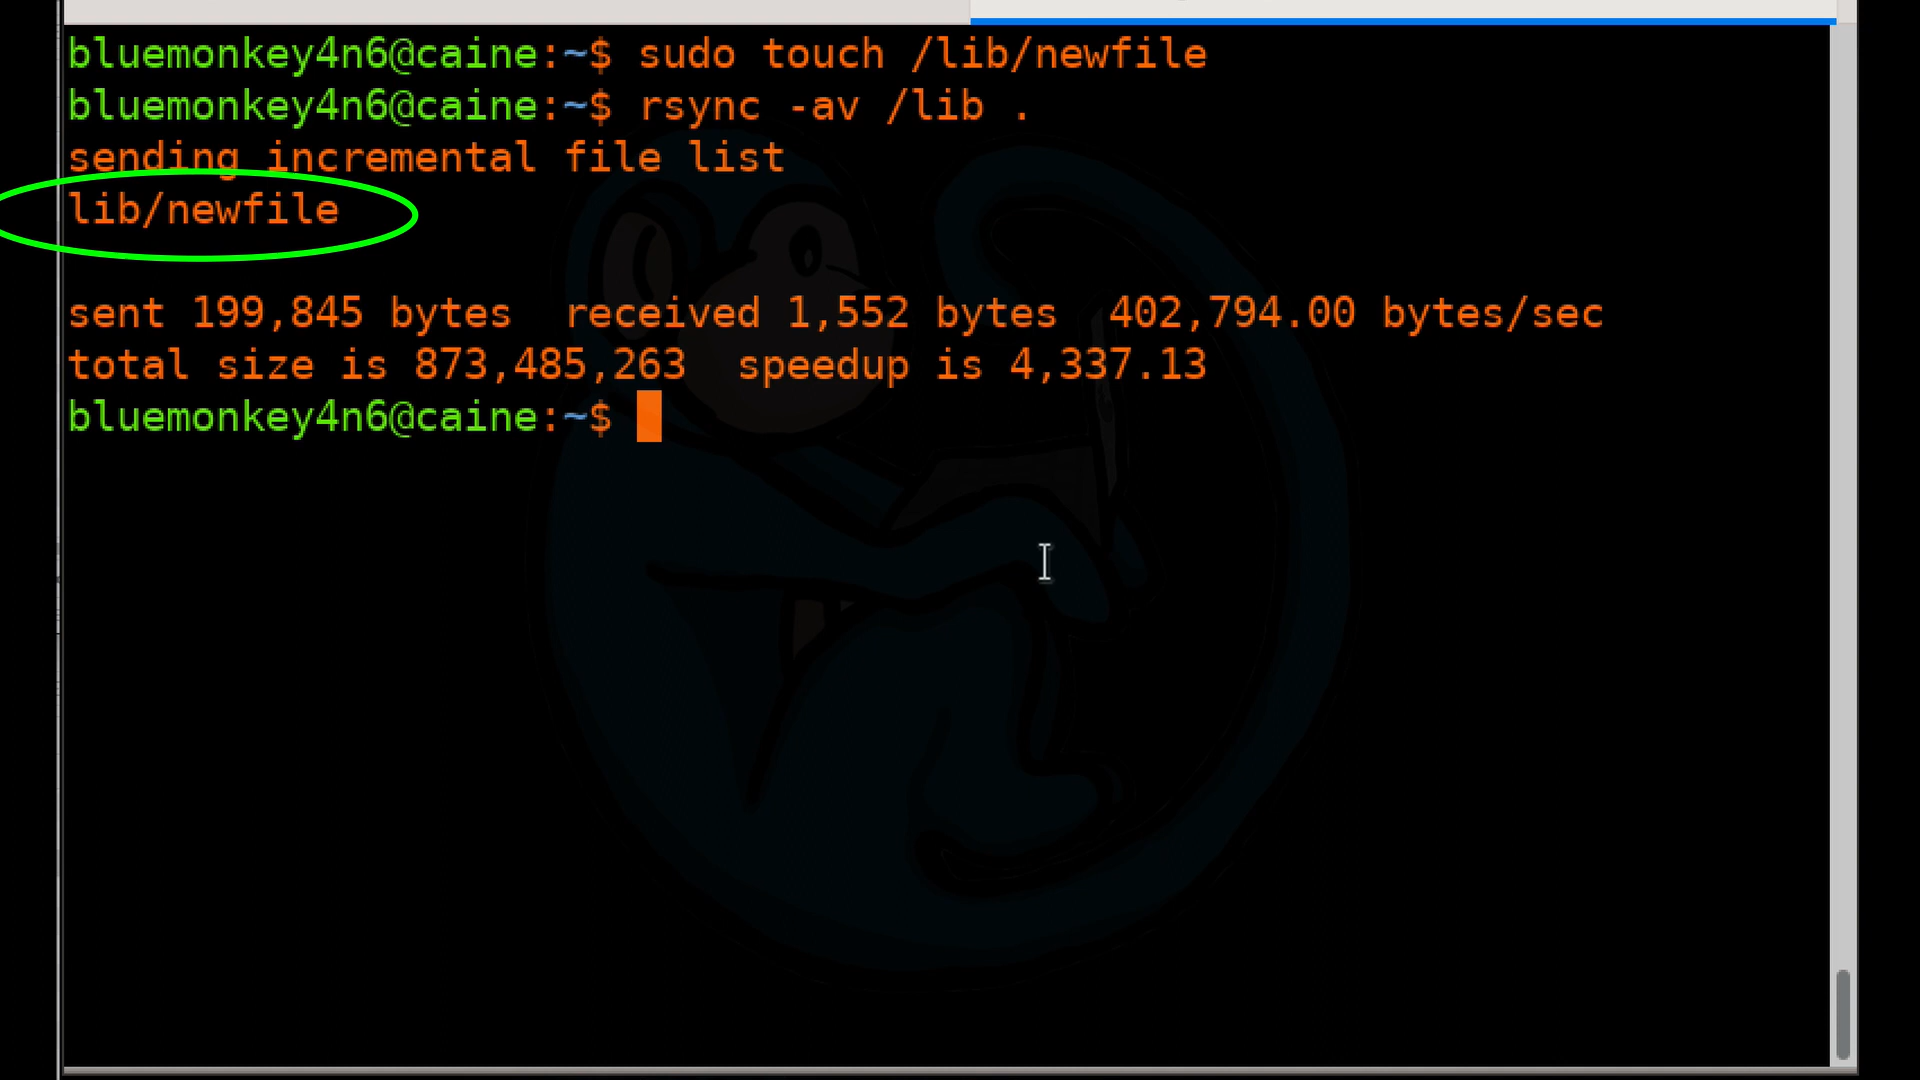 bluemonkey4n6@caine:~$ sudo touch /lib/newfile
bluemonkey4n6@caine:~$ rsync -av /lib .
sending incremental file list
lib/newfile
sent 199,845 bytes  received 1,552 bytes  402,794.00 bytes/sec
total size is 873,485,263  speedup is 4,337.13
bluemonkey4n6@caine:~$